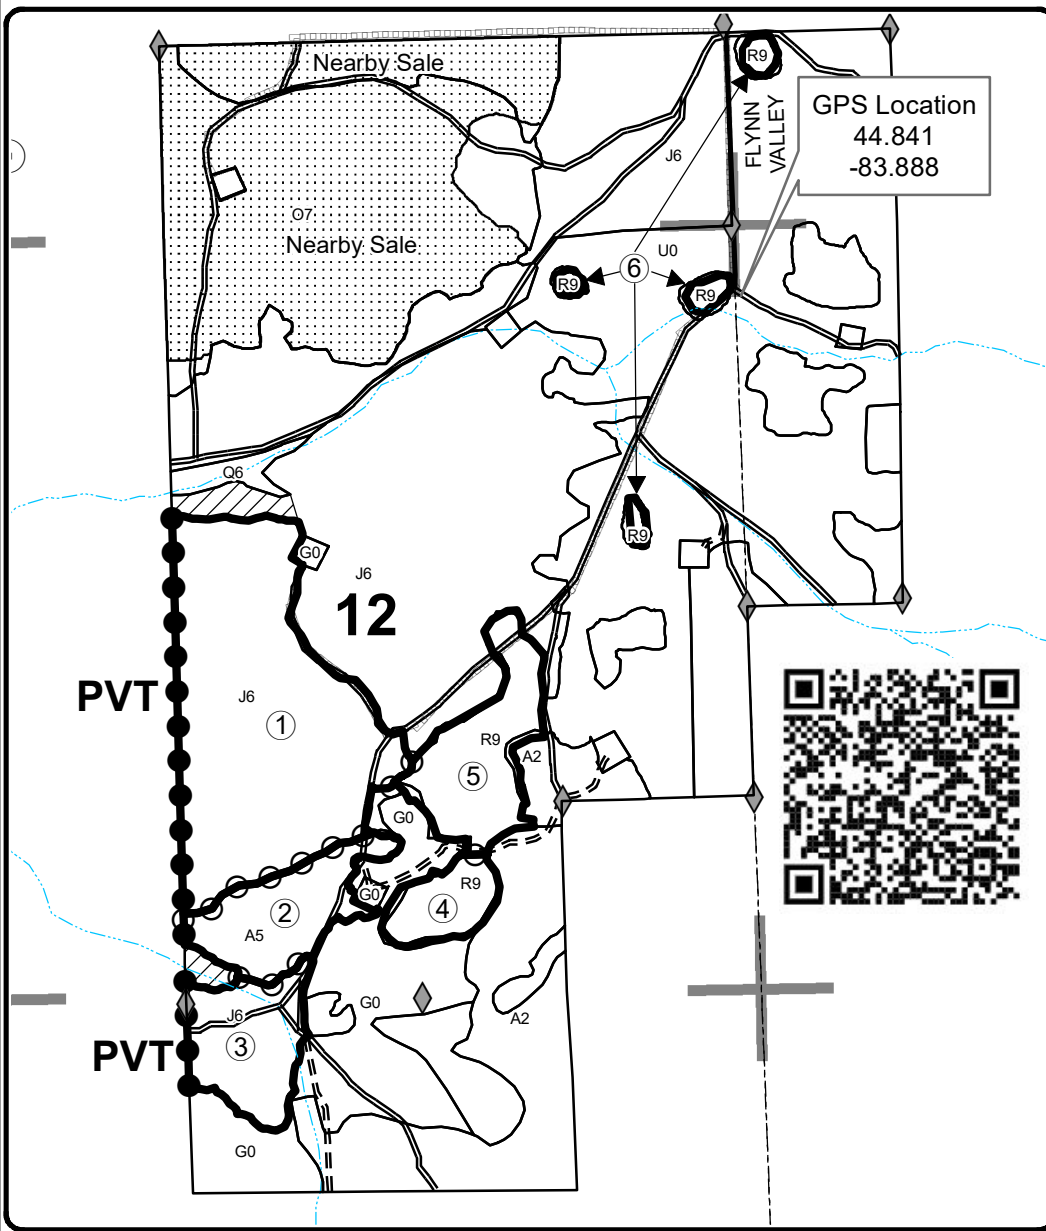 Nearby Sale
R9
GPS Location
44.841
-83.888
FLYNN
VALLEY
J6
O7
Nearby Sale
U0
6
R9
R9
Q6
R9
G0
J6
12
PVT
J6
1
R9
A2
5
G0
G0
R9
2
4
A5
G0
A2
J6
3
PVT
G0